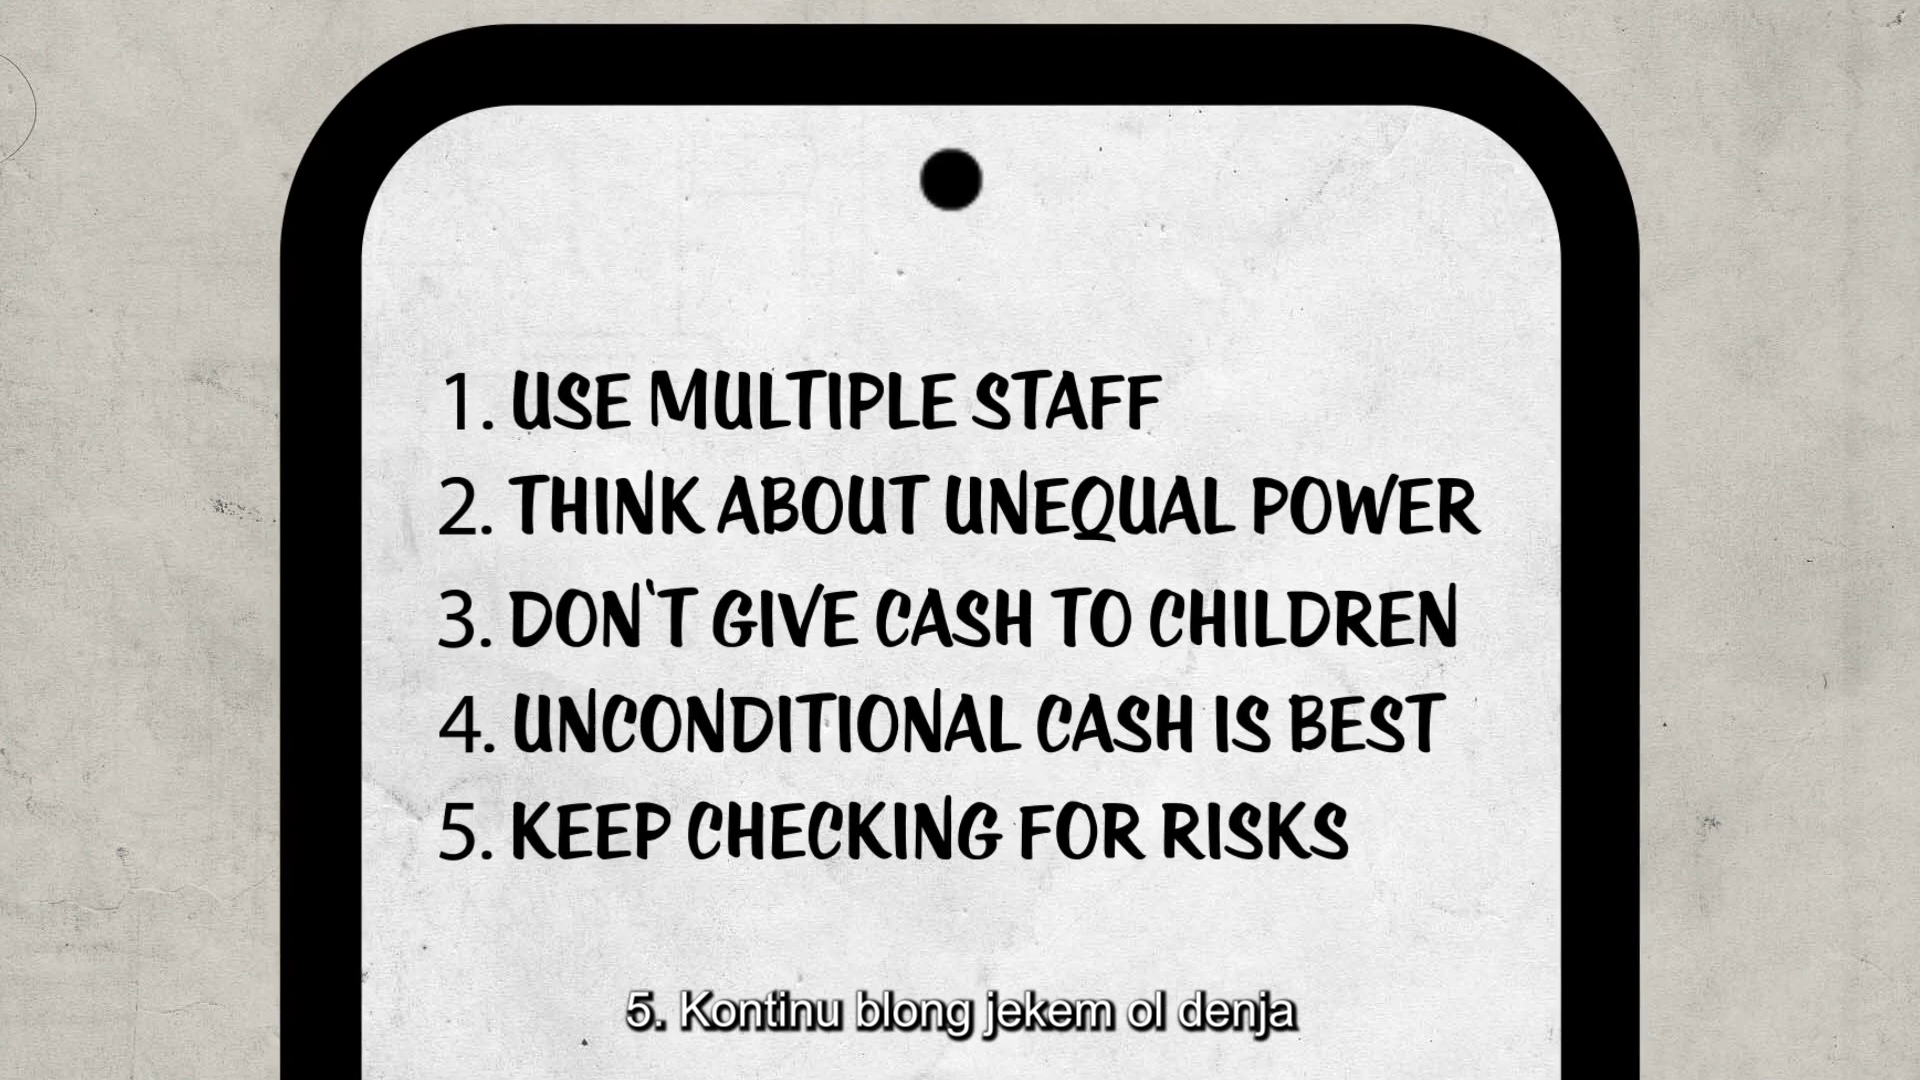 1. USE MULTIPLE STAFF
2. THINK ABOUT UNEQUAL POWER
3. DON'T GIVE CASH TO CHILDREN
4. UNCONDITIONAL CASH IS BEST
5. KEEP CHECKING FOR RISKS
5. Kontinu blong jekem ol denja